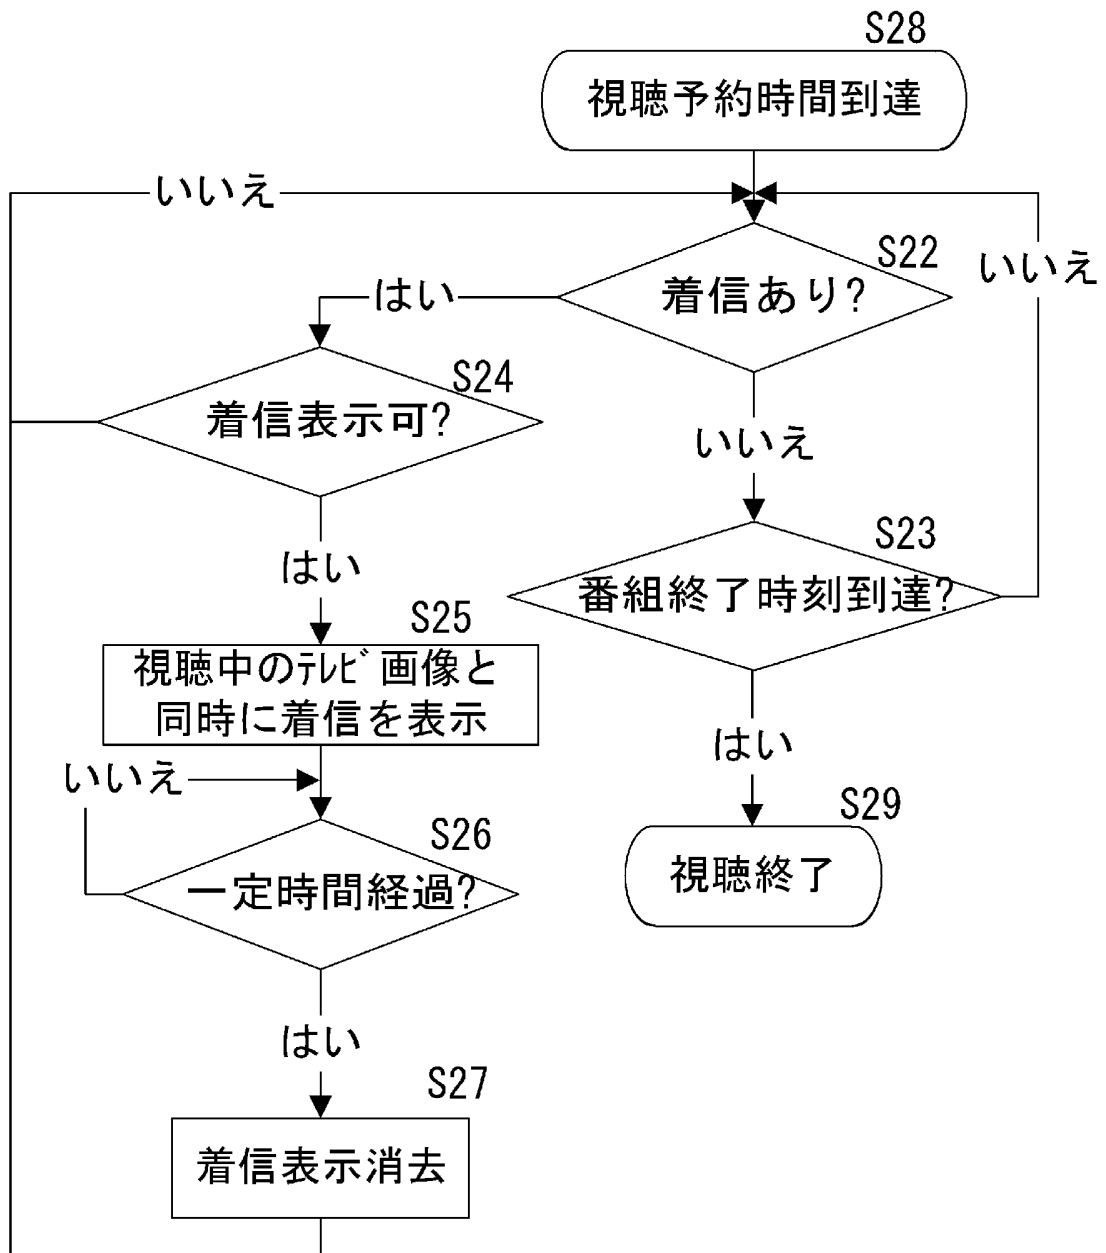 S28
視聴予約時間到達
いいえ
S22
着信あり?
いいえ
はい
S24
着信表示可?
いいえ
S23
番組終了時刻到達?
はい
S25
視聴中のﾃﾚﾋﾞ画像と
同時に着信を表示
はい
いいえ
S29
視聴終了
S26
一定時間経過?
はい
S27
着信表示消去